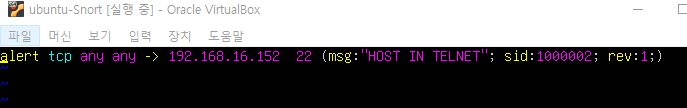 ubuntu-Snort [실행 중] - Oracle VirtualBox
파일 머신 보기 입력 장치 도움말
alert tcp any any -> 192.168.16.152  22 (msg:"HOST IN TELNET"; sid:1000002; rev:1;)
~
~